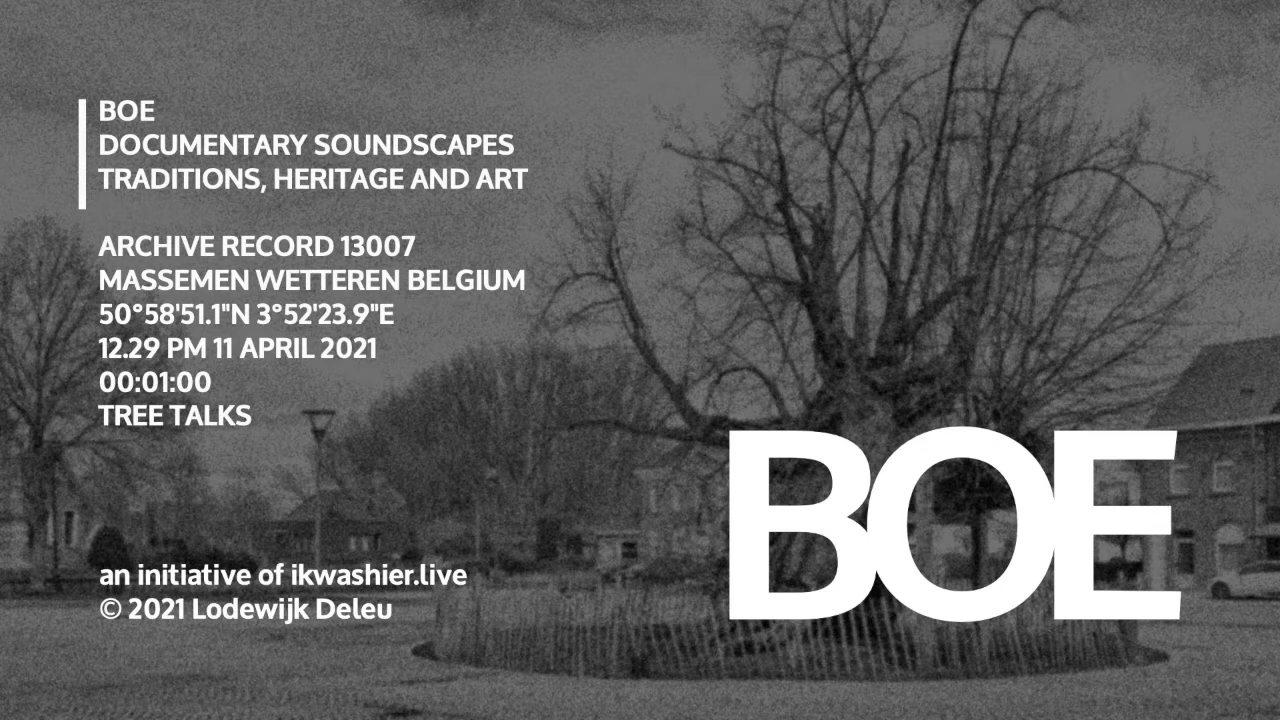 BOE
DOCUMENTARY SOUNDSCAPES
TRADITIONS, HERITAGE AND ART
ARCHIVE RECORD 13007
MASSEMEN WETTEREN BELGIUM
50°58'51.1"N 3°52'23.9"E
12.29 PM 11 APRIL 2021
00:01:00
TREE TALKS
an initiative of ikwashier.live
© 2021 Lodewijk Deleu
BOE